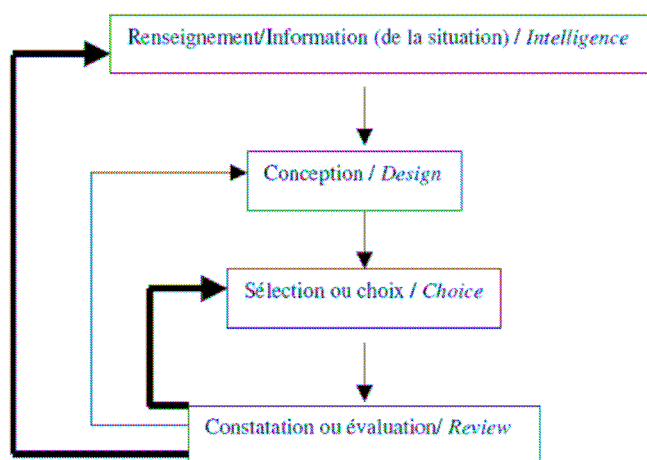 Renseignement/Information (de la situation) / Intelligence
Conception / Design
Sélection ou choix / Choice
Constatation ou évaluation/ Review